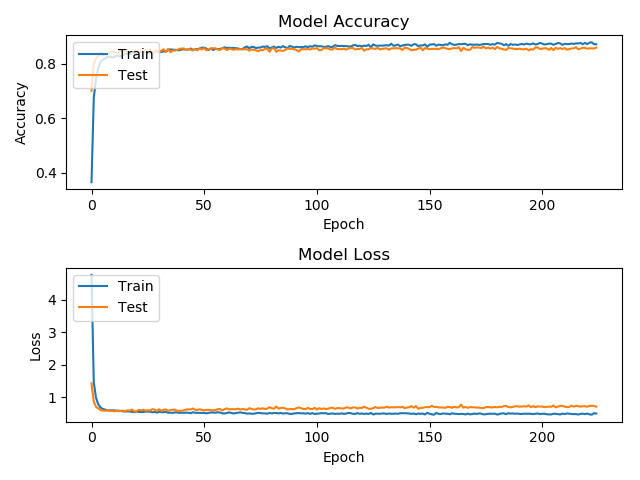 Model Accuracy
Train
Test
0.8
0.6
0.4
Accuracy
0 50 100 150 200
Epoch
Model Loss
Train
Test
4
3
2
1
Loss
0 50 100 150 200
Epoch